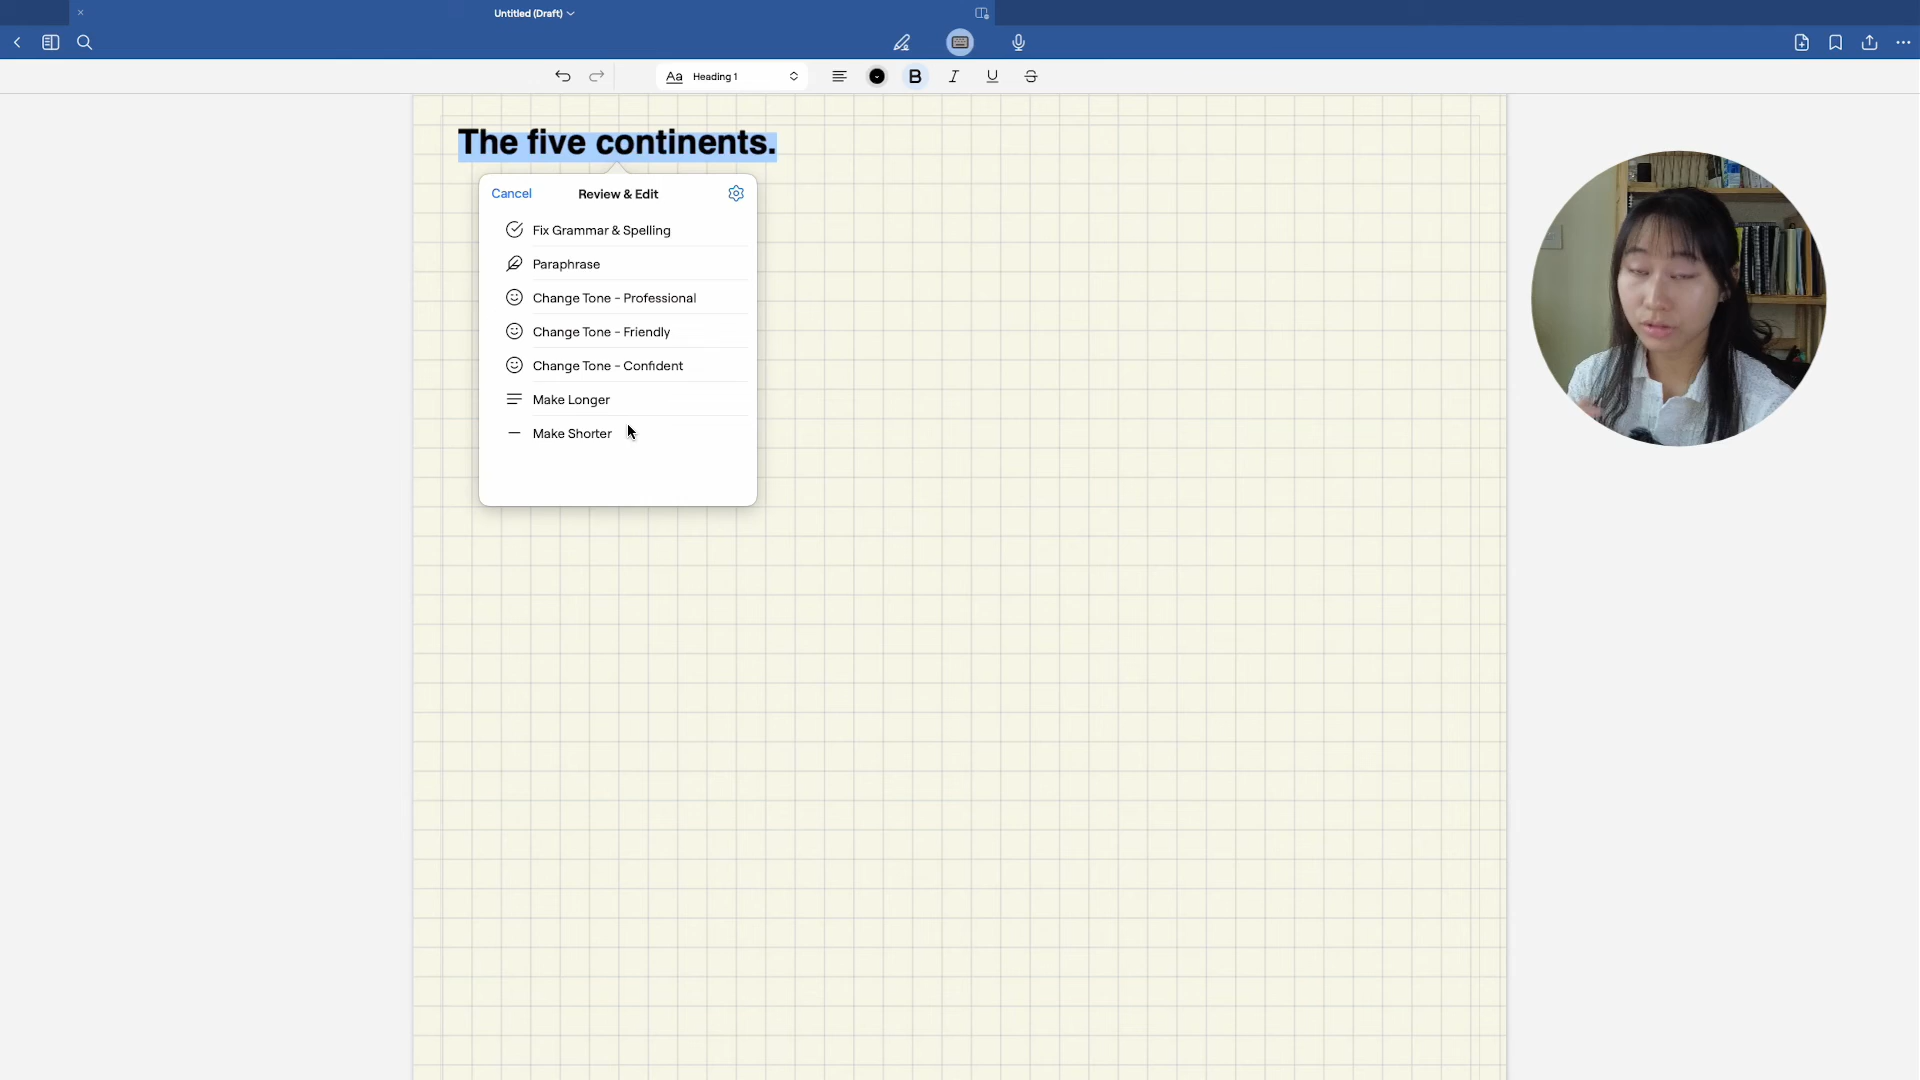 Untitled (Draft)
Aa Heading 1
B I U S
The five continents.
Cancel Review & Edit
Fix Grammar & Spelling
Paraphrase
Change Tone - Professional
Change Tone - Friendly
Change Tone - Confident
Make Longer
Make Shorter